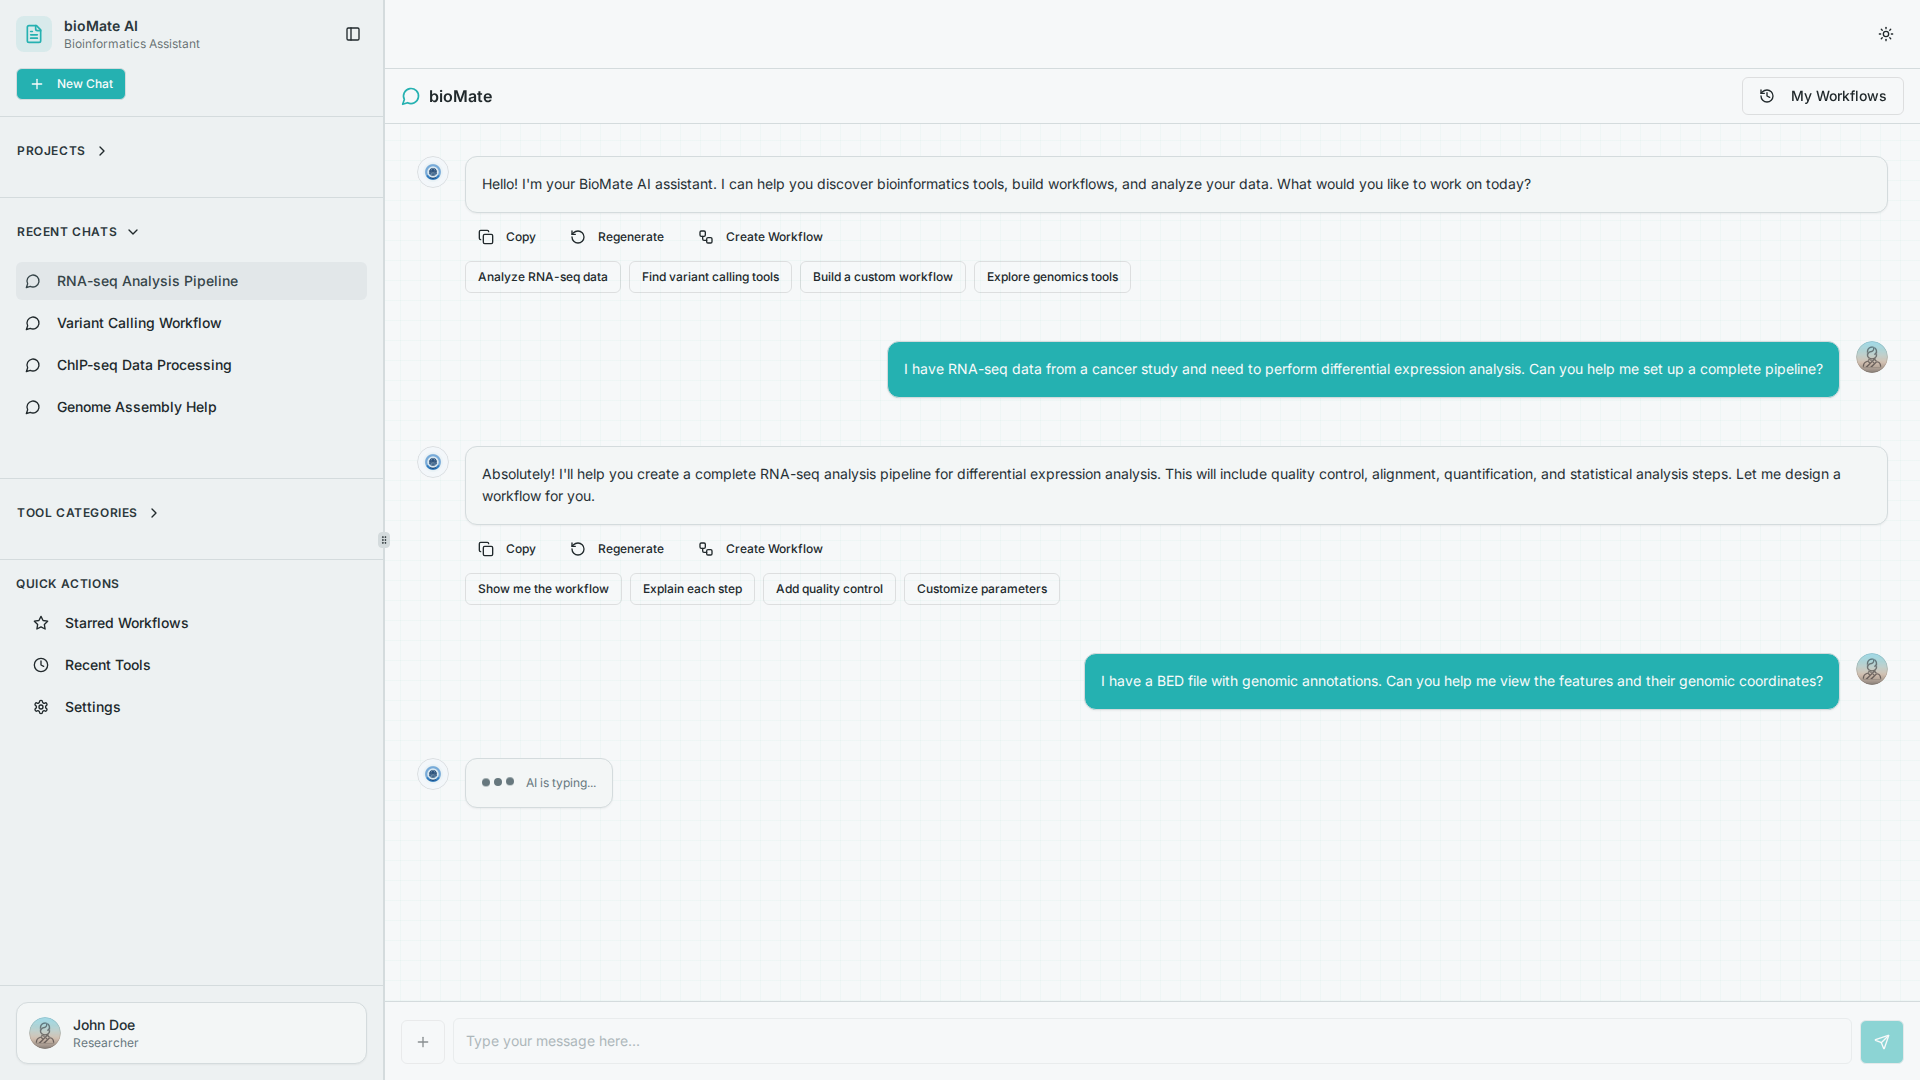 bioMate AI
Bioinformatics Assistant
New Chat
PROJECTS
RECENT CHATS
RNA-seq Analysis Pipeline
Variant Calling Workflow
ChIP-seq Data Processing
Genome Assembly Help
TOOL CATEGORIES
QUICK ACTIONS
Starred Workflows
Recent Tools
Settings
John Doe
Researcher
bioMate
My Workflows
Hello! I'm your BioMate AI assistant. I can help you discover bioinformatics tools, build workflows, and analyze your data. What would you like to work on today?
Copy Regenerate Create Workflow
Analyze RNA-seq data Find variant calling tools Build a custom workflow Explore genomics tools
I have RNA-seq data from a cancer study and need to perform differential expression analysis. Can you help me set up a complete pipeline?
Absolutely! I'll help you create a complete RNA-seq analysis pipeline for differential expression analysis. This will include quality control, alignment, quantification, and statistical analysis steps. Let me design a
workflow for you.
Copy Regenerate Create Workflow
Show me the workflow Explain each step Add quality control Customize parameters
I have a BED file with genomic annotations. Can you help me view the features and their genomic coordinates?
AI is typing...
Type your message here...